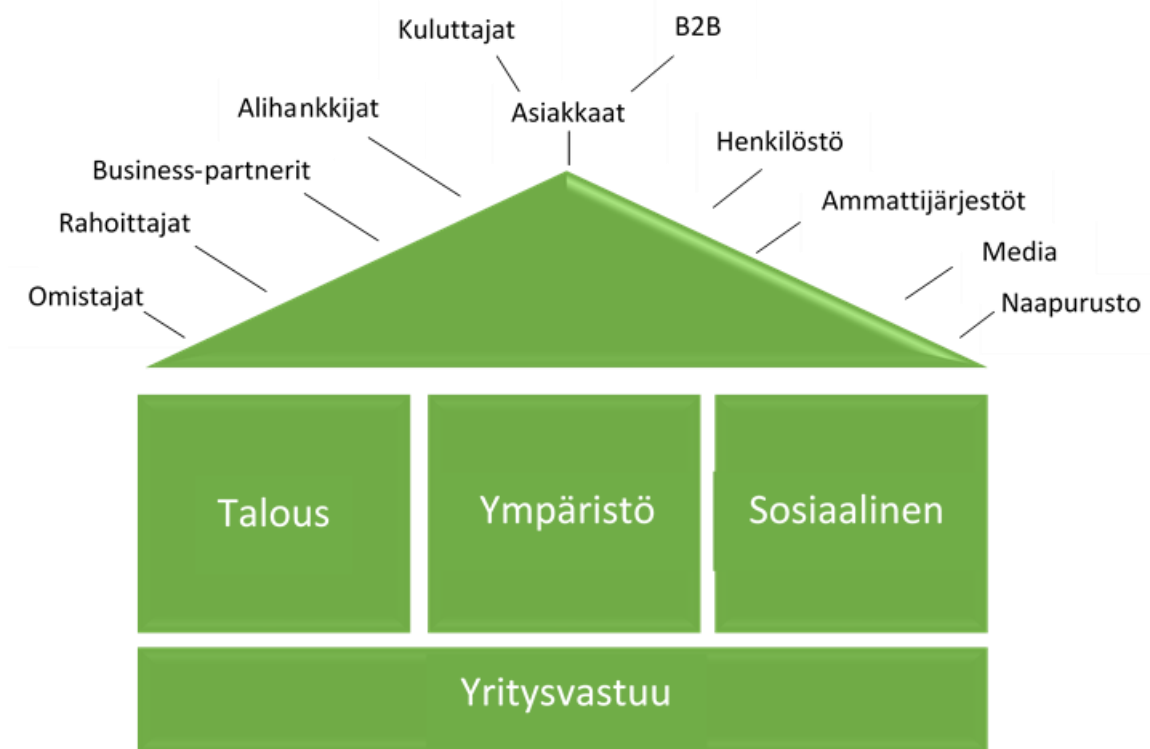 Kuluttajat
B2B
Alihankkijat
Asiakkaat
Henkilöstö
Business-partnerit
Ammattijärjestöt
Rahoittajat
Media
Omistajat
Naapurusto
Talous
Ympäristö
Sosiaalinen
Yritysvastuu